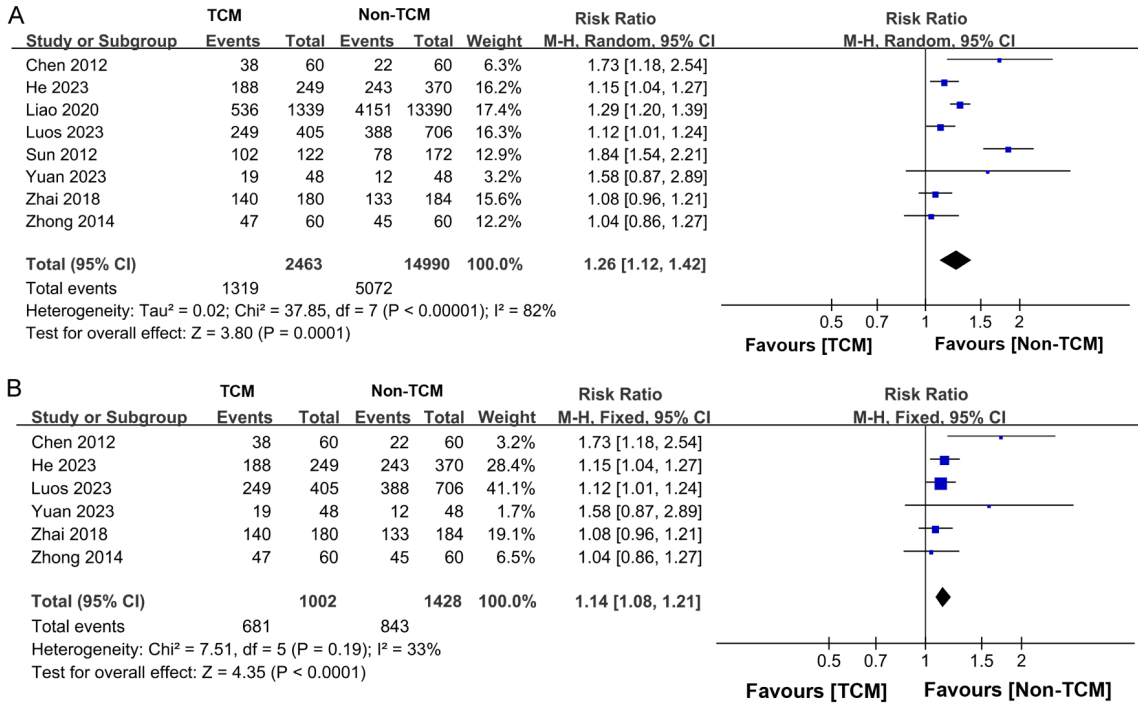 A
TCM Non-TCM Risk Ratio Risk Ratio
Study or Subgroup Events Total Events Total Weight M-H, Random, 95% CI M-H, Random, 95% CI
Chen 2012 38 60 22 60 6.3% 1.73 [1.18, 2.54]
He 2023 188 249 243 370 16.2% 1.15 [1.04, 1.27]
Liao 2020 536 1339 4151 13390 17.4% 1.29 [1.20, 1.39]
Luos 2023 249 405 388 706 16.3% 1.12 [1.01, 1.24]
Sun 2012 102 122 78 172 12.9% 1.84 [1.54, 2.21]
Yuan 2023 19 48 12 48 3.2% 1.58 [0.87, 2.89]
Zhai 2018 140 180 133 184 15.6% 1.08 [0.96, 1.21]
Zhong 2014 47 60 45 60 12.2% 1.04 [0.86, 1.27]
Total (95% CI) 2463 14990 100.0% 1.26 [1.12, 1.42]
Total events 1319 5072
Heterogeneity: Tau² = 0.02; Chi² = 37.85, df = 7 (P < 0.00001); I² = 82%
Test for overall effect: Z = 3.80 (P = 0.0001)
0.5 0.7 1 1.5 2
Favours [TCM] Favours [Non-TCM]
B
TCM Non-TCM Risk Ratio Risk Ratio
Study or Subgroup Events Total Events Total Weight M-H, Fixed, 95% CI M-H, Fixed, 95% CI
Chen 2012 38 60 22 60 3.2% 1.73 [1.18, 2.54]
He 2023 188 249 243 370 28.4% 1.15 [1.04, 1.27]
Luos 2023 249 405 388 706 41.1% 1.12 [1.01, 1.24]
Yuan 2023 19 48 12 48 1.7% 1.58 [0.87, 2.89]
Zhai 2018 140 180 133 184 19.1% 1.08 [0.96, 1.21]
Zhong 2014 47 60 45 60 6.5% 1.04 [0.86, 1.27]
Total (95% CI) 1002 1428 100.0% 1.14 [1.08, 1.21]
Total events 681 843
Heterogeneity: Chi² = 7.51, df = 5 (P = 0.19); I² = 33%
Test for overall effect: Z = 4.35 (P < 0.0001)
0.5 0.7 1 1.5 2
Favours [TCM] Favours [Non-TCM]